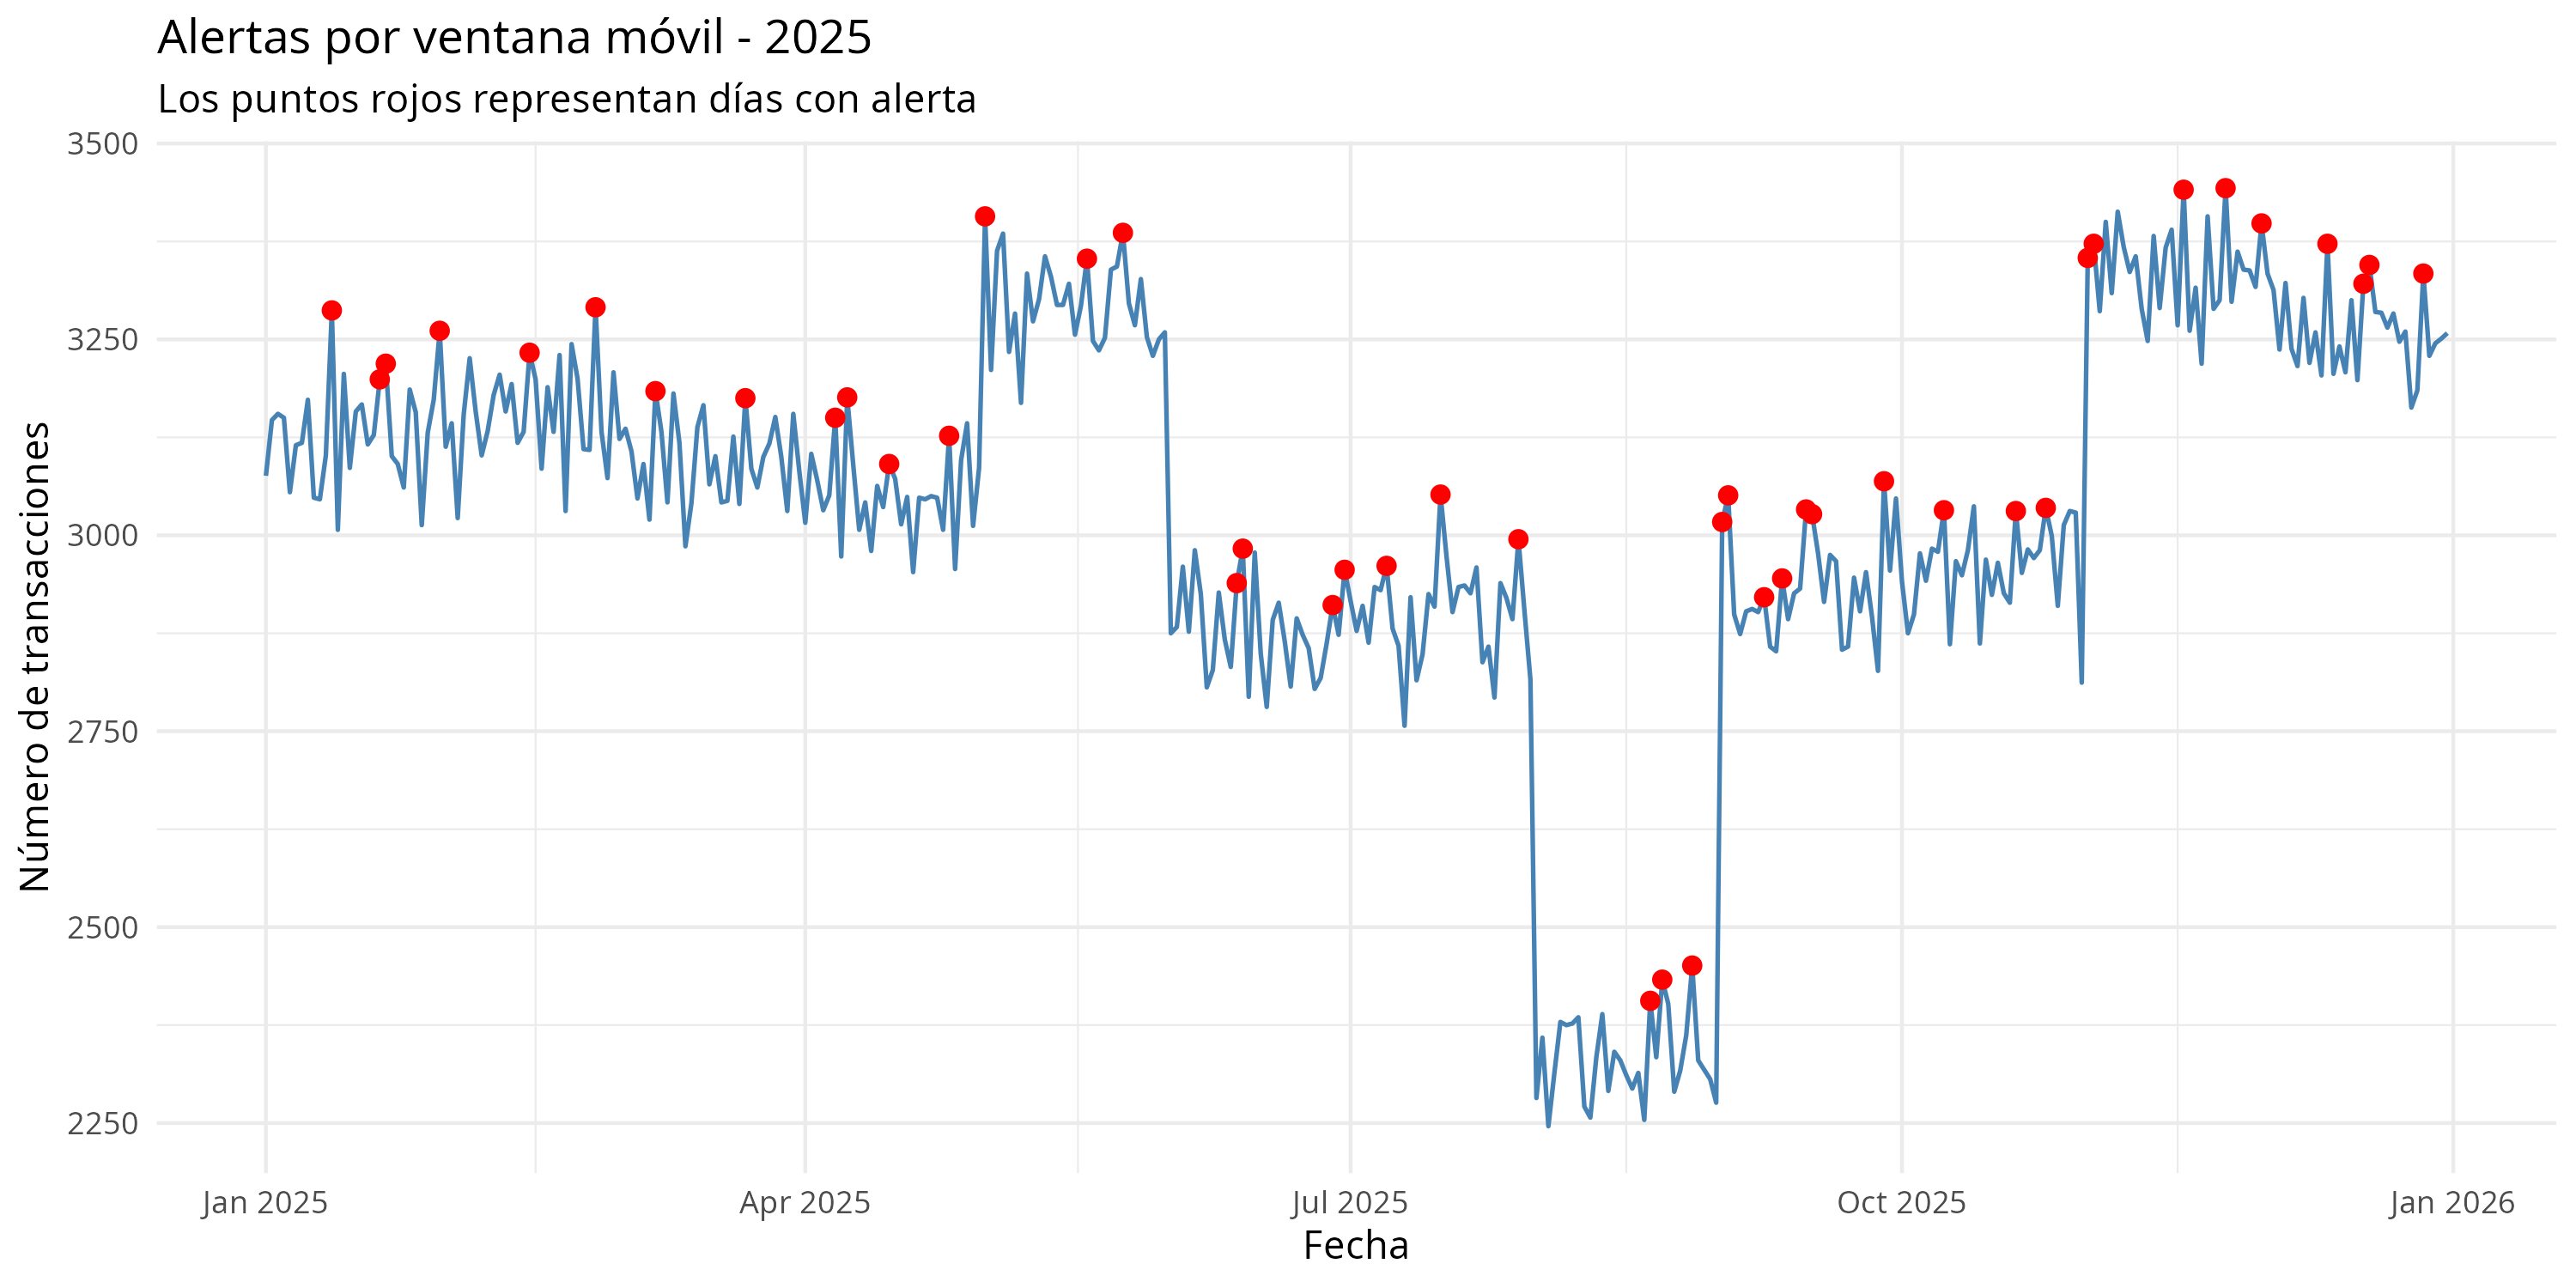 Alertas por ventana móvil - 2025
Los puntos rojos representan días con alerta
Número de transacciones
3500
3250
3000
2750
2500
2250
Jan 2025
Apr 2025
Jul 2025
Oct 2025
Jan 2026
Fecha